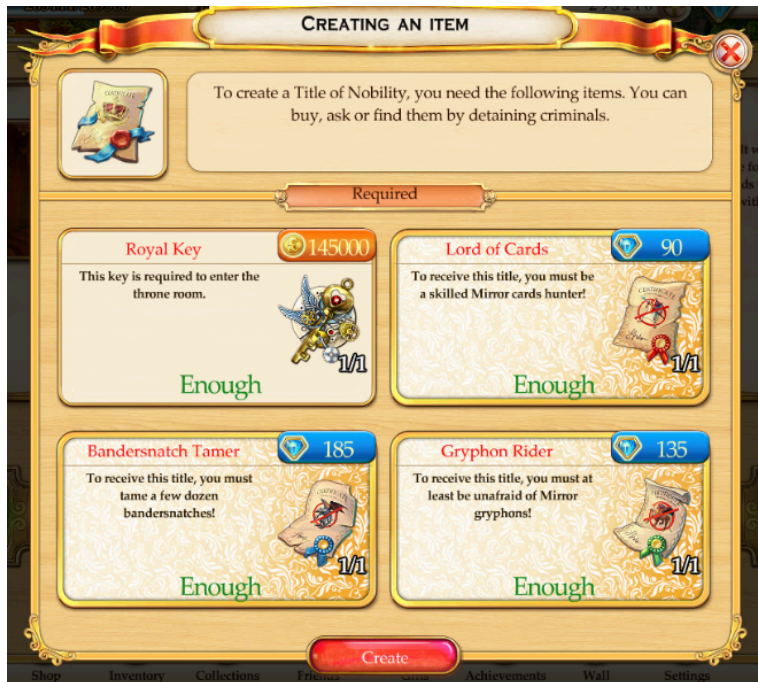 CREATING AN ITEM
To create a Title of Nobility, you need the following items. You can
buy, ask or find them by detaining criminals.
Required
Royal Key
145000
This key is required to enter the
throne room.
1/1
Enough
Lord of Cards
90
To receive this title, you must be
a skilled Mirror cards hunter!
CERTIFICATE
1/1
Enough
Bandersnatch Tamer
185
To receive this title, you must
tame a few dozen
bandersnatches!
1/1
Enough
Gryphon Rider
135
To receive this title, you must at
least be unafraid of Mirror
gryphons!
1/1
Enough
Create
Shop Inventory Collections Friends Gifts Achievements Wall Settings